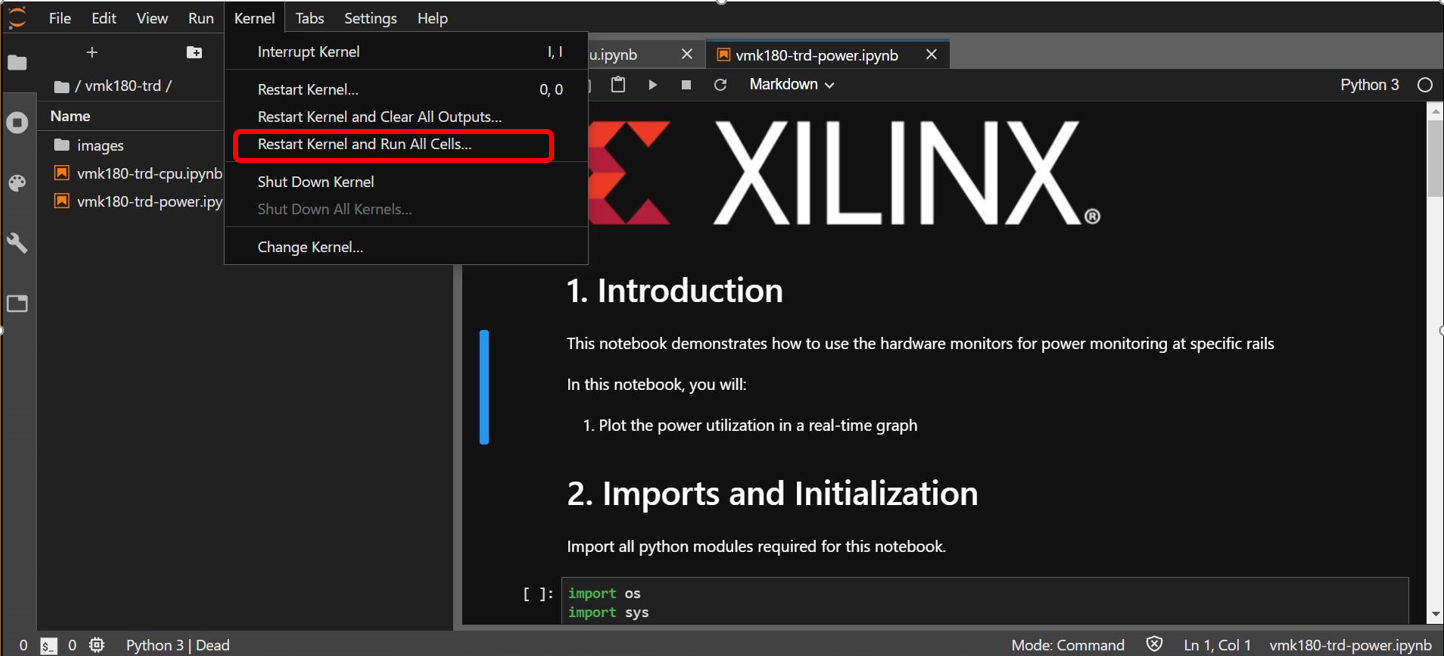 File Edit View Run Kernel Tabs Settings Help
Interrupt Kernel I, I
Restart Kernel... 0, 0
Restart Kernel and Clear All Outputs...
Restart Kernel and Run All Cells...
Shut Down Kernel
Shut Down All Kernels...
Change Kernel...
/ vmk180-trd /
Name
images
vmk180-trd-cpu.ipynb
vmk180-trd-power.ipy
u.ipynb vmk180-trd-power.ipynb
Markdown Python 3
XILINX®
1. Introduction
This notebook demonstrates how to use the hardware monitors for power monitoring at specific rails
In this notebook, you will:
1. Plot the power utilization in a real-time graph
2. Imports and Initialization
Import all python modules required for this notebook.
[ ]: import os
import sys
0 $_ 0 Python 3 | Dead Mode: Command Ln 1, Col 1 vmk180-trd-power.ipynb